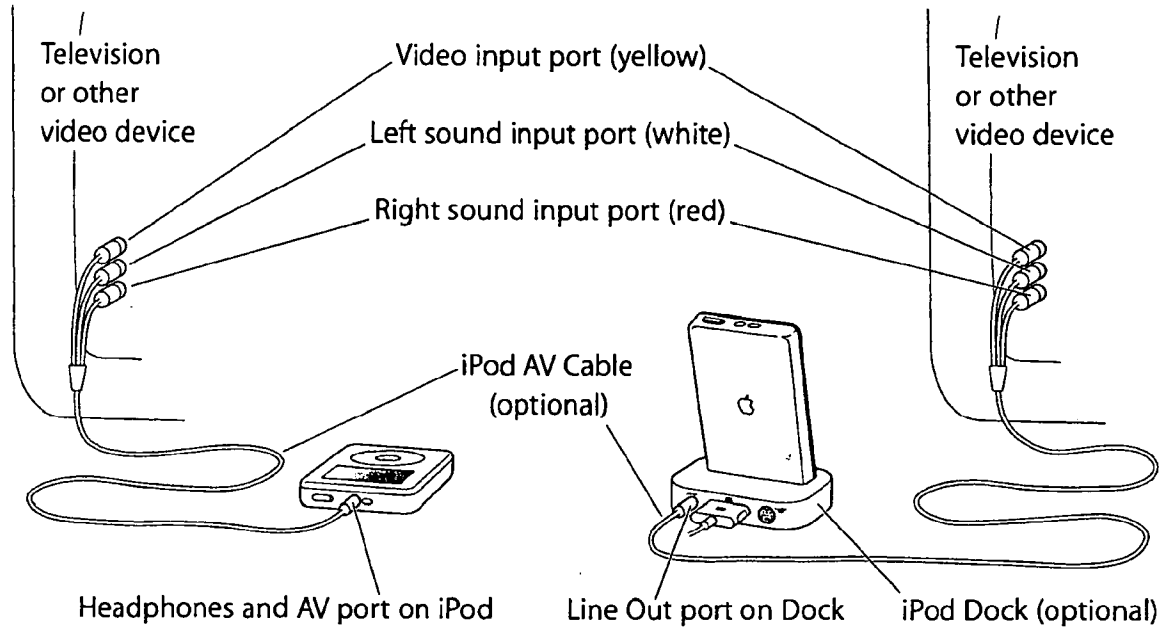 Television
or other
video device
Video input port (yellow)
Left sound input port (white)
Right sound input port (red)
Television
or other
video device
iPod AV Cable
(optional)
Headphones and AV port on iPod
Line Out port on Dock
iPod Dock (optional)